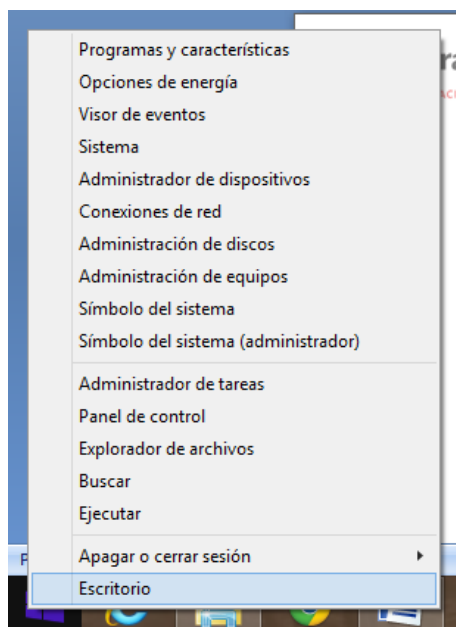 Programas y características
Opciones de energía
Visor de eventos
Sistema
Administrador de dispositivos
Conexiones de red
Administración de discos
Administración de equipos
Símbolo del sistema
Símbolo del sistema (administrador)
Administrador de tareas
Panel de control
Explorador de archivos
Buscar
Ejecutar
Apagar o cerrar sesión
Escritorio